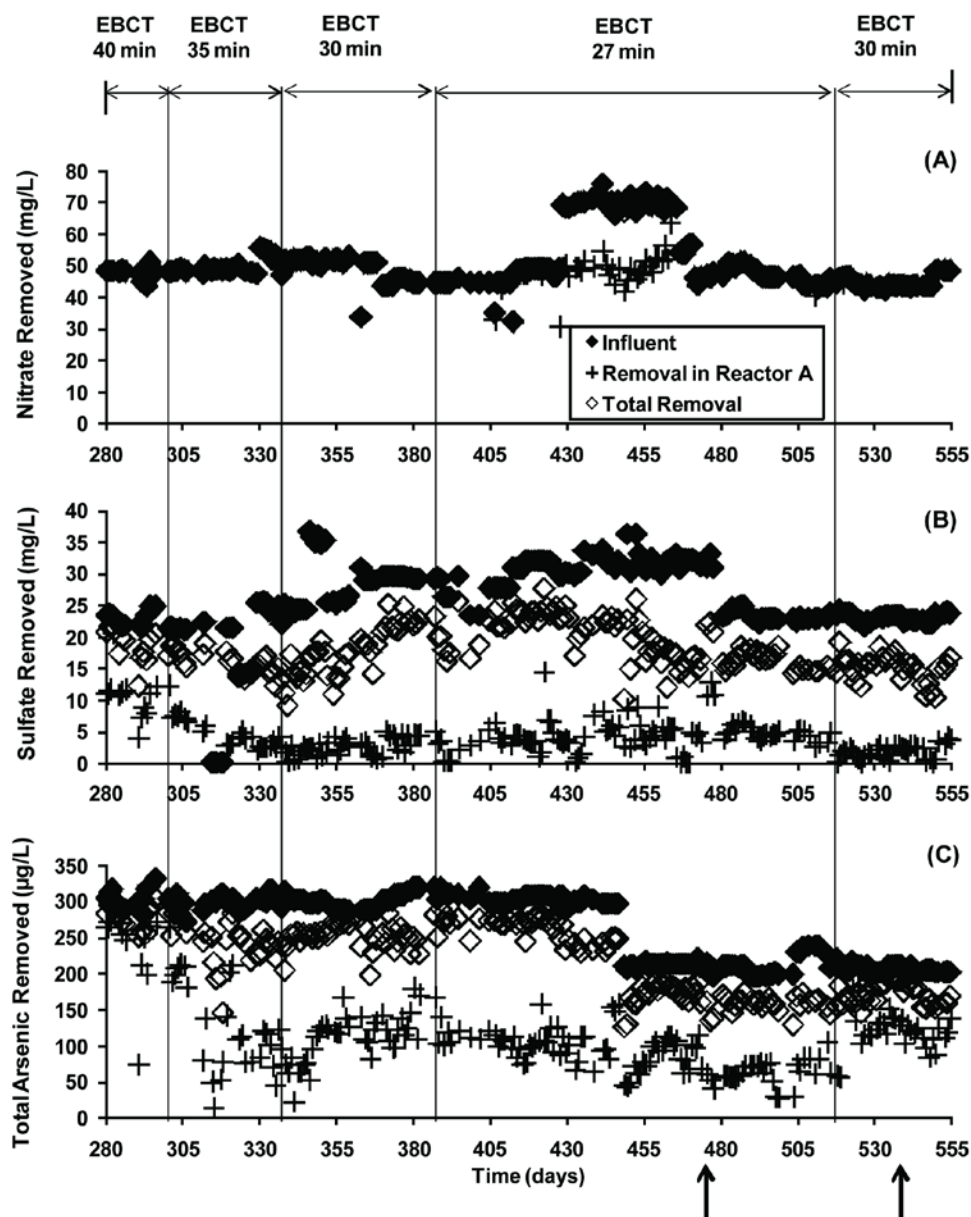 EBCT EBCT EBCT EBCT EBCT
40 min 35 min 30 min 27 min 30 min
(A)
Nitrate Removed (mg/L)
80
70
60
50
40
30
20
10
0
Influent
Removal in Reactor A
Total Removal
280 305 330 355 380 405 430 455 480 505 530 555
(B)
Sulfate Removed (mg/L)
40
35
30
25
20
15
10
5
0
280 305 330 355 380 405 430 455 480 505 530 555
(C)
Total Arsenic Removed (µg/L)
350
300
250
200
150
100
50
0
280 305 330 355 380 405 430 455 480 505 530 555
Time (days)